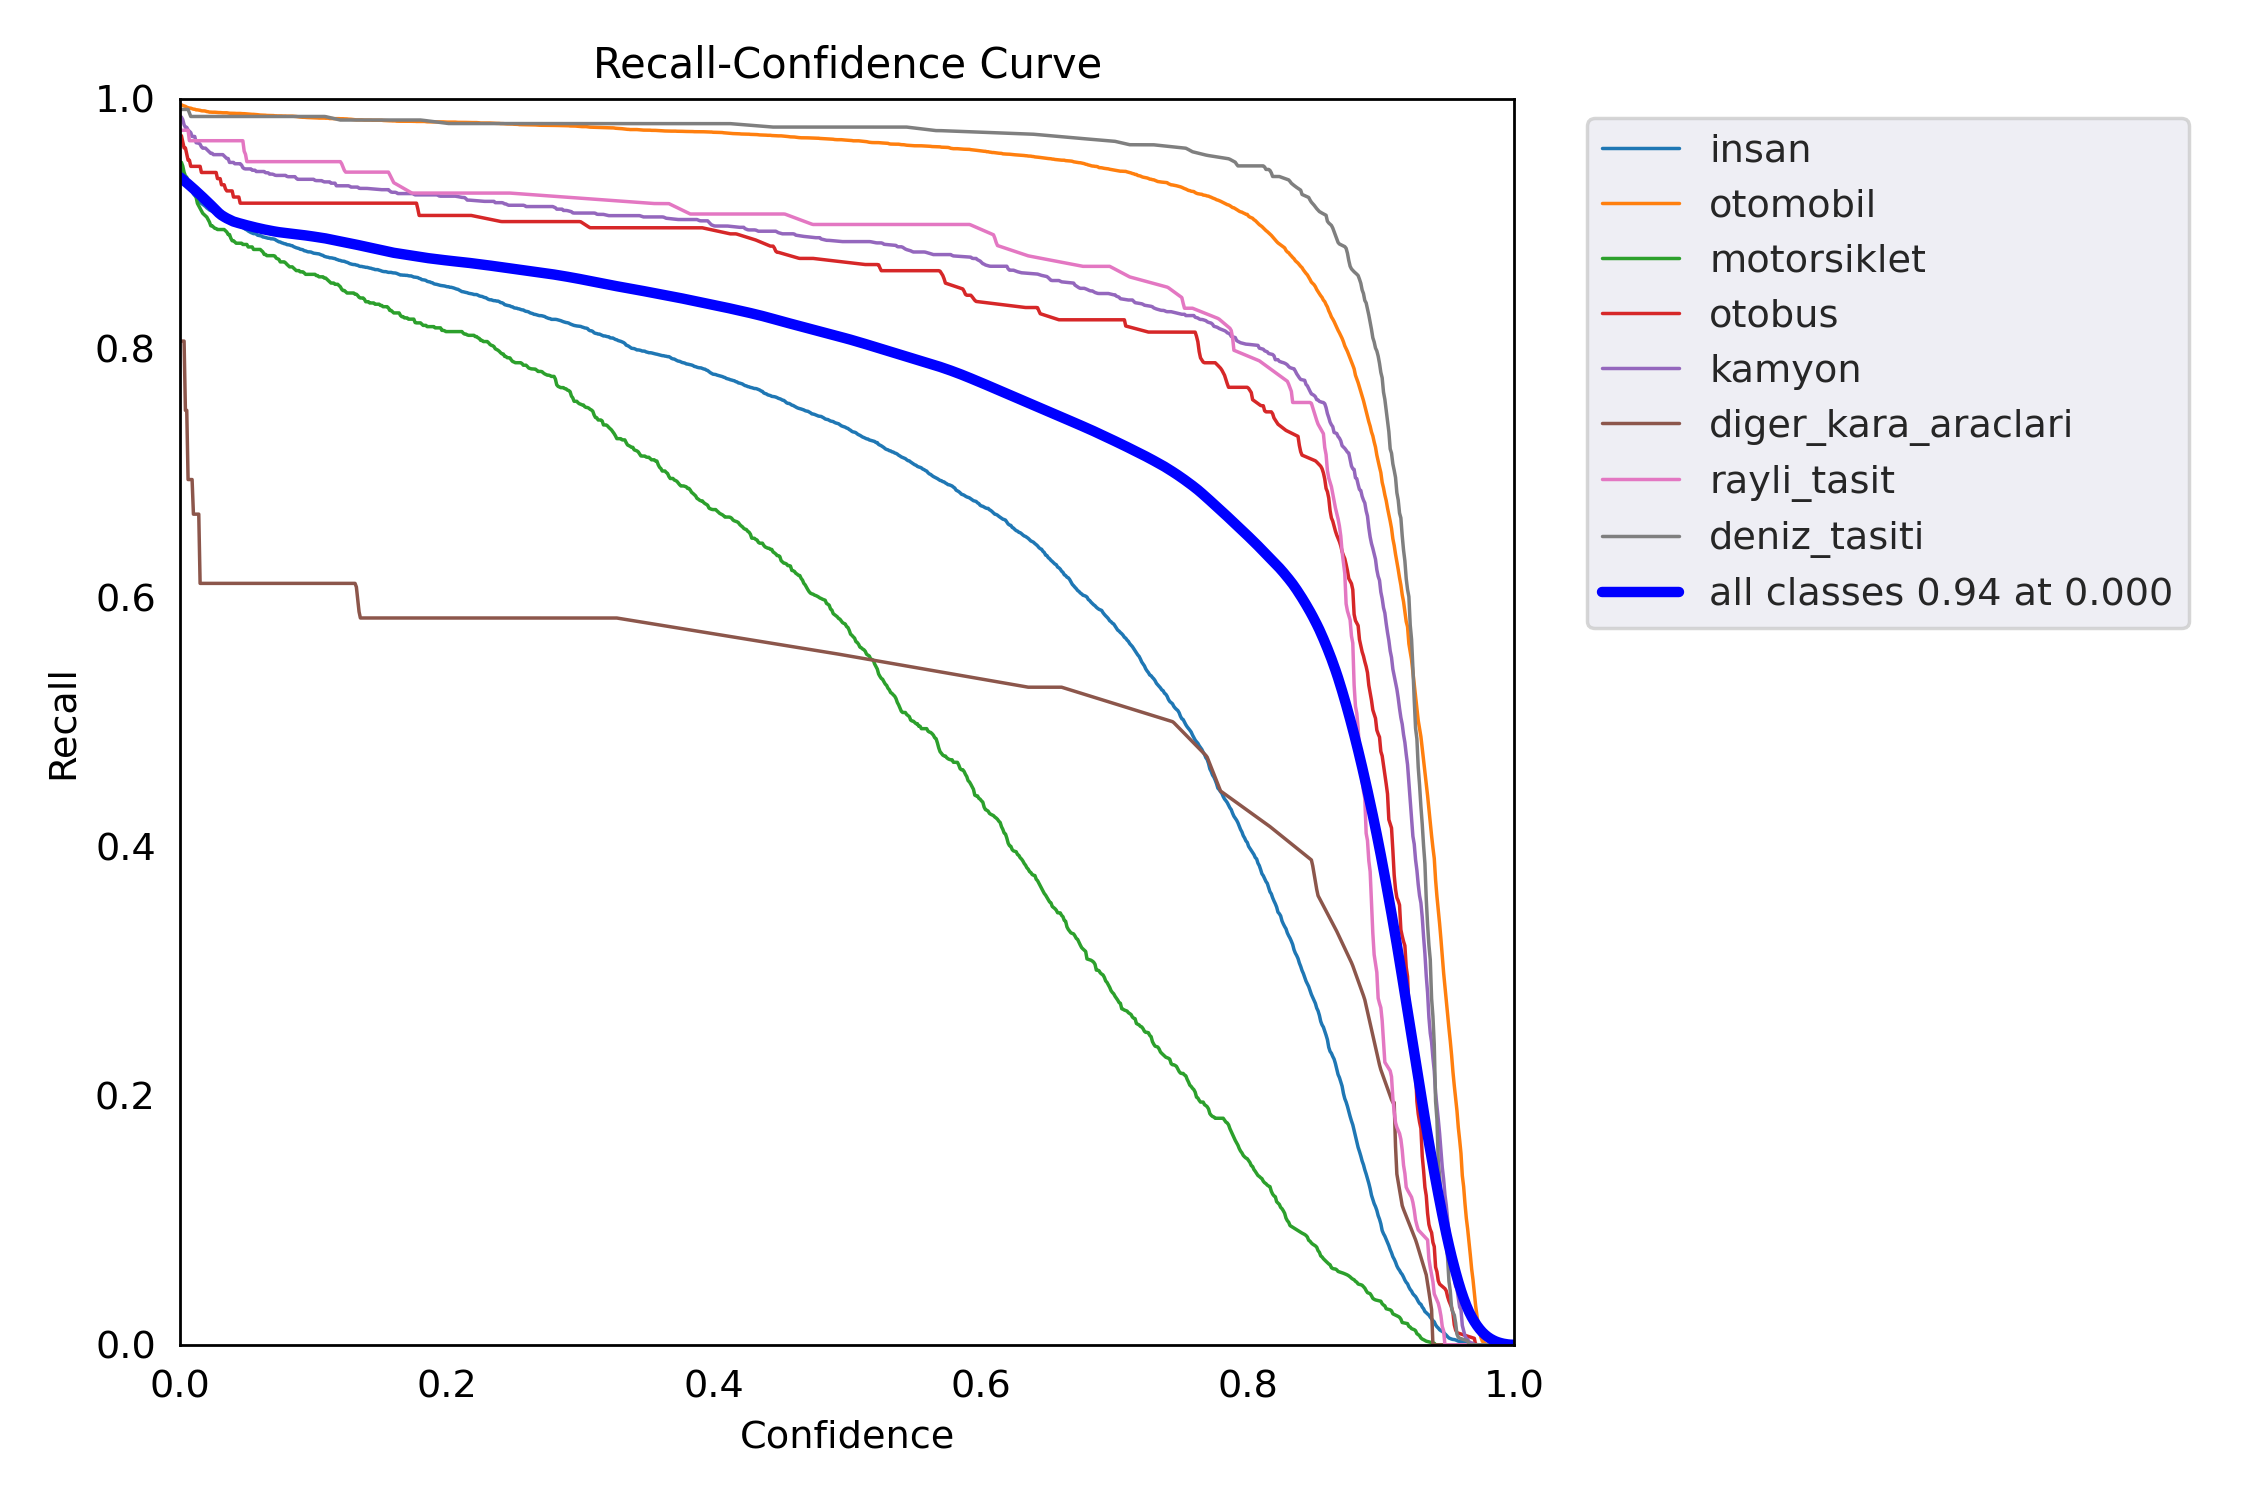 Recall-Confidence Curve
1.0
0.8
0.6
0.4
0.2
0.0
Recall
0.0 0.2 0.4 0.6 0.8 1.0
Confidence
insan
otomobil
motorsiklet
otobus
kamyon
diger_kara_araclari
rayli_tasit
deniz_tasiti
all classes 0.94 at 0.000